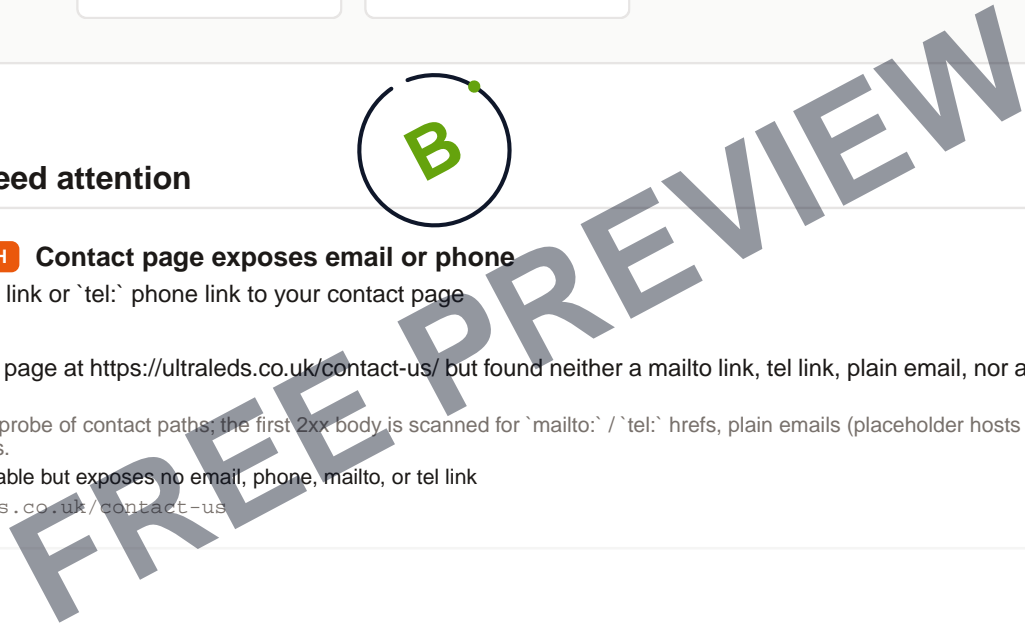 B
eed attention
H Contact page exposes email or phone
link or `tel:` phone link to your contact page
page at https://ultraleds.co.uk/contact-us/ but found neither a mailto link, tel link, plain email, nor a
probe of contact paths; the first 2xx body is scanned for `mailto:` / `tel:` hrefs, plain emails (placeholder hosts
s.
able but exposes no email, phone, mailto, or tel link
s.co.uk/contact-us
FREE PREVIEW